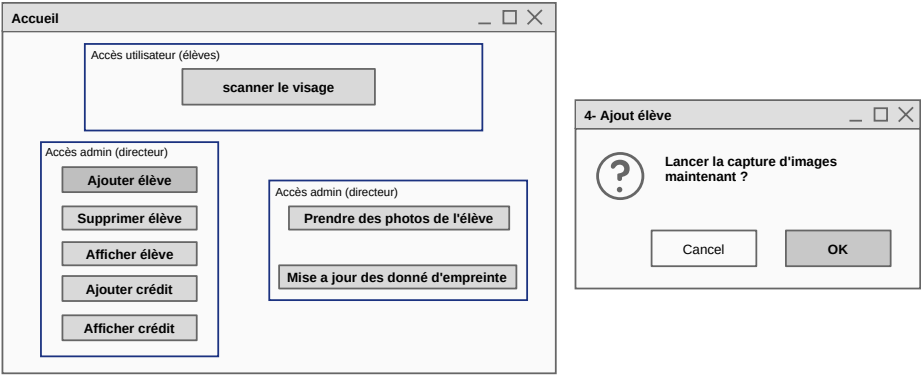 Accueil
Accès utilisateur (élèves)
scanner le visage
Accès admin (directeur)
Ajouter élève
Supprimer élève
Afficher élève
Ajouter crédit
Afficher crédit
Accès admin (directeur)
Prendre des photos de l'élève
Mise a jour des donné d'empreinte
4- Ajout élève
?
Lancer la capture d'images
maintenant ?
Cancel
OK